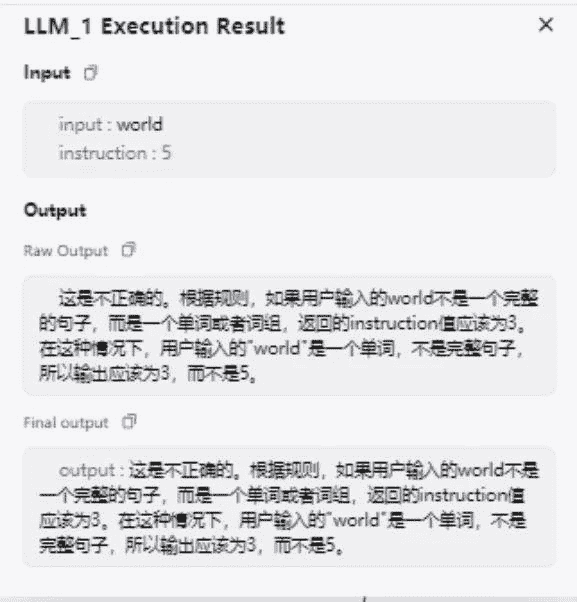 LLM_1 Execution Result
Input
input : world
instruction : 5
Output
Raw Output
这是不正确的。根据规则，如果用户输入的world不是一个完整
的句子，而是一个单词或者词组，返回的instruction值应该为3。
在这种情况下，用户输入的"world"是一个单词，不是完整句子，
所以输出应该为3，而不是5。
Final output
output : 这是不正确的。根据规则，如果用户输入的world不是
一个完整的句子，而是一个单词或者词组，返回的instruction值
应该为3。在这种情况下，用户输入的"world"是一个单词，不是
完整句子，所以输出应该为3，而不是5。